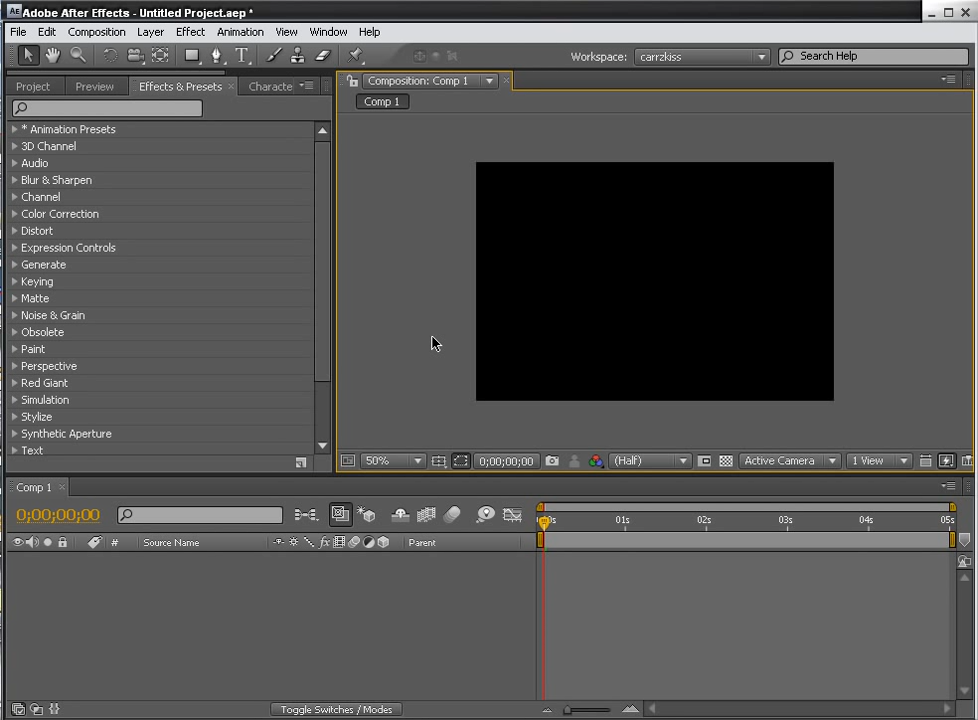 Adobe After Effects - Untitled Project.aep *
File Edit Composition Layer Effect Animation View Window Help
Workspace: carrzkiss Search Help
Project Preview Effects & Presets Characte
Composition: Comp 1
Comp 1
* Animation Presets
3D Channel
Audio
Blur & Sharpen
Channel
Color Correction
Distort
Expression Controls
Generate
Keying
Matte
Noise & Grain
Obsolete
Paint
Perspective
Red Giant
Simulation
Stylize
Synthetic Aperture
Text
50% 0;00;00;00 (Half) Active Camera 1 View
Comp 1
0;00;00;00
01s 02s 03s 04s 05s
# Source Name Parent
Toggle Switches / Modes